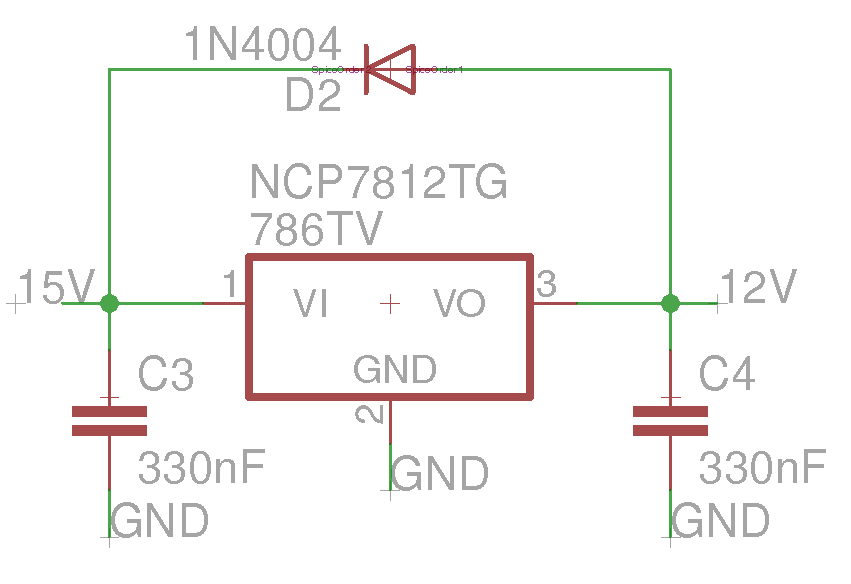 1N4004
SpiceOrder 2 SpiceOrder 1
D2
NCP7812TG
786TV
15V 1 VI VO 3 12V
GND
C3 2 C4
330nF GND 330nF
GND GND